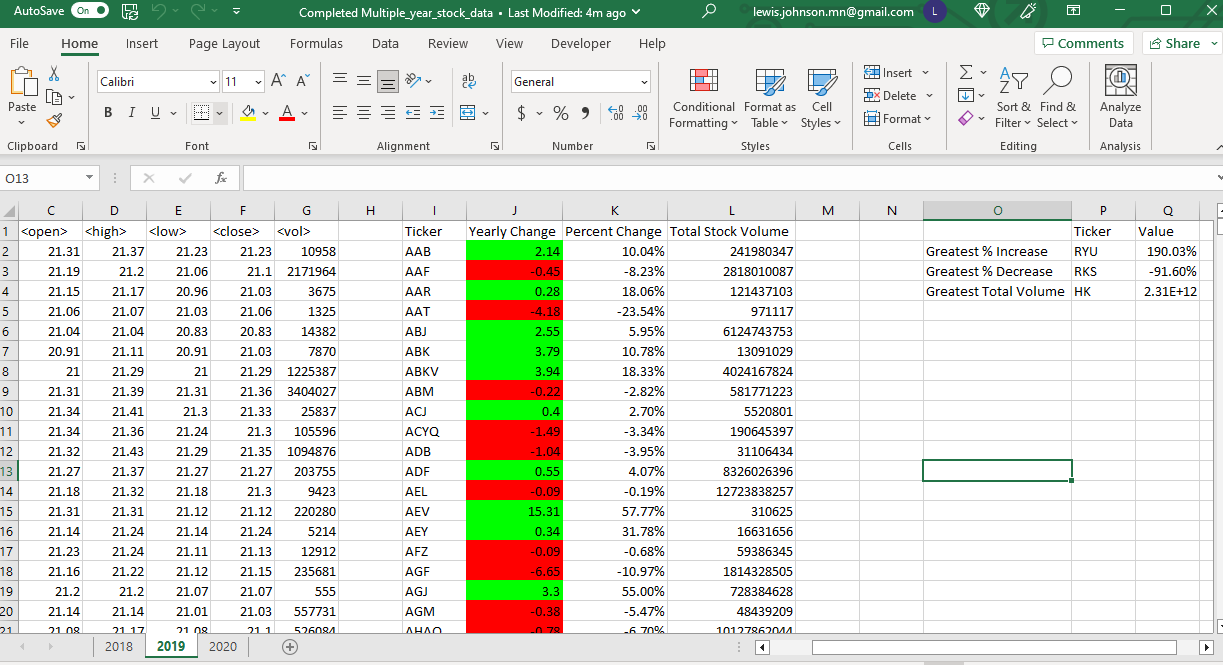 AutoSave On Completed Multiple_year_stock_data • Last Modified: 4m ago lewis.johnson.mn@gmail.com L
File Home Insert Page Layout Formulas Data Review View Developer Help Comments Share
Calibri 11 A A ab General Insert Σ
Paste B I U A $ % 9 Conditional Formatting Format as Table Cell Styles Delete Format Sort & Filter Find & Select Analyze Data
Clipboard Font Alignment Number Styles Cells Editing Analysis
O13 fx
C D E F G H I J K L M N O P Q
1 <open> <high> <low> <close> <vol> Ticker Yearly Change Percent Change Total Stock Volume Ticker Value
2 21.31 21.37 21.23 21.23 10958 AAB 2.14 10.04% 241980347 Greatest % Increase RYU 190.03%
3 21.19 21.2 21.06 21.1 2171964 AAF -0.45 -8.23% 2818010087 Greatest % Decrease RKS -91.60%
4 21.15 21.17 20.96 21.03 3675 AAR 0.28 18.06% 121437103 Greatest Total Volume HK 2.31E+12
5 21.06 21.07 21.03 21.06 1325 AAT -4.18 -23.54% 971117
6 21.04 21.04 20.83 20.83 14382 ABJ 2.55 5.95% 6124743753
7 20.91 21.11 20.91 21.03 7870 ABK 3.79 10.78% 13091029
8 21 21.29 21 21.29 1225387 ABKV 3.94 18.33% 4024167824
9 21.31 21.39 21.31 21.36 3404027 ABM -0.22 -2.82% 581771223
10 21.34 21.41 21.3 21.33 25837 ACJ 0.4 2.70% 5520801
11 21.34 21.36 21.24 21.3 105596 ACYQ -1.49 -3.34% 190645397
12 21.32 21.43 21.29 21.35 1094876 ADB -1.04 -3.95% 31106434
13 21.27 21.37 21.27 21.27 203755 ADF 0.55 4.07% 8326026396
14 21.18 21.32 21.18 21.3 9423 AEL -0.09 -0.19% 12723838257
15 21.31 21.31 21.12 21.12 220280 AEV 15.31 57.77% 310625
16 21.14 21.24 21.14 21.24 5214 AEY 0.34 31.78% 16631656
17 21.23 21.24 21.11 21.13 12912 AFZ -0.09 -0.68% 59386345
18 21.16 21.22 21.12 21.15 235681 AGF -6.65 -10.97% 1814328505
19 21.2 21.2 21.07 21.07 555 AGJ 3.3 55.00% 728384628
20 21.14 21.14 21.01 21.03 557731 AGM -0.38 -5.47% 48439209
21 21.08 21.17 21.08 21.1 526084 AHAQ -0.78 -6.70% 10127862044
2018 2019 2020